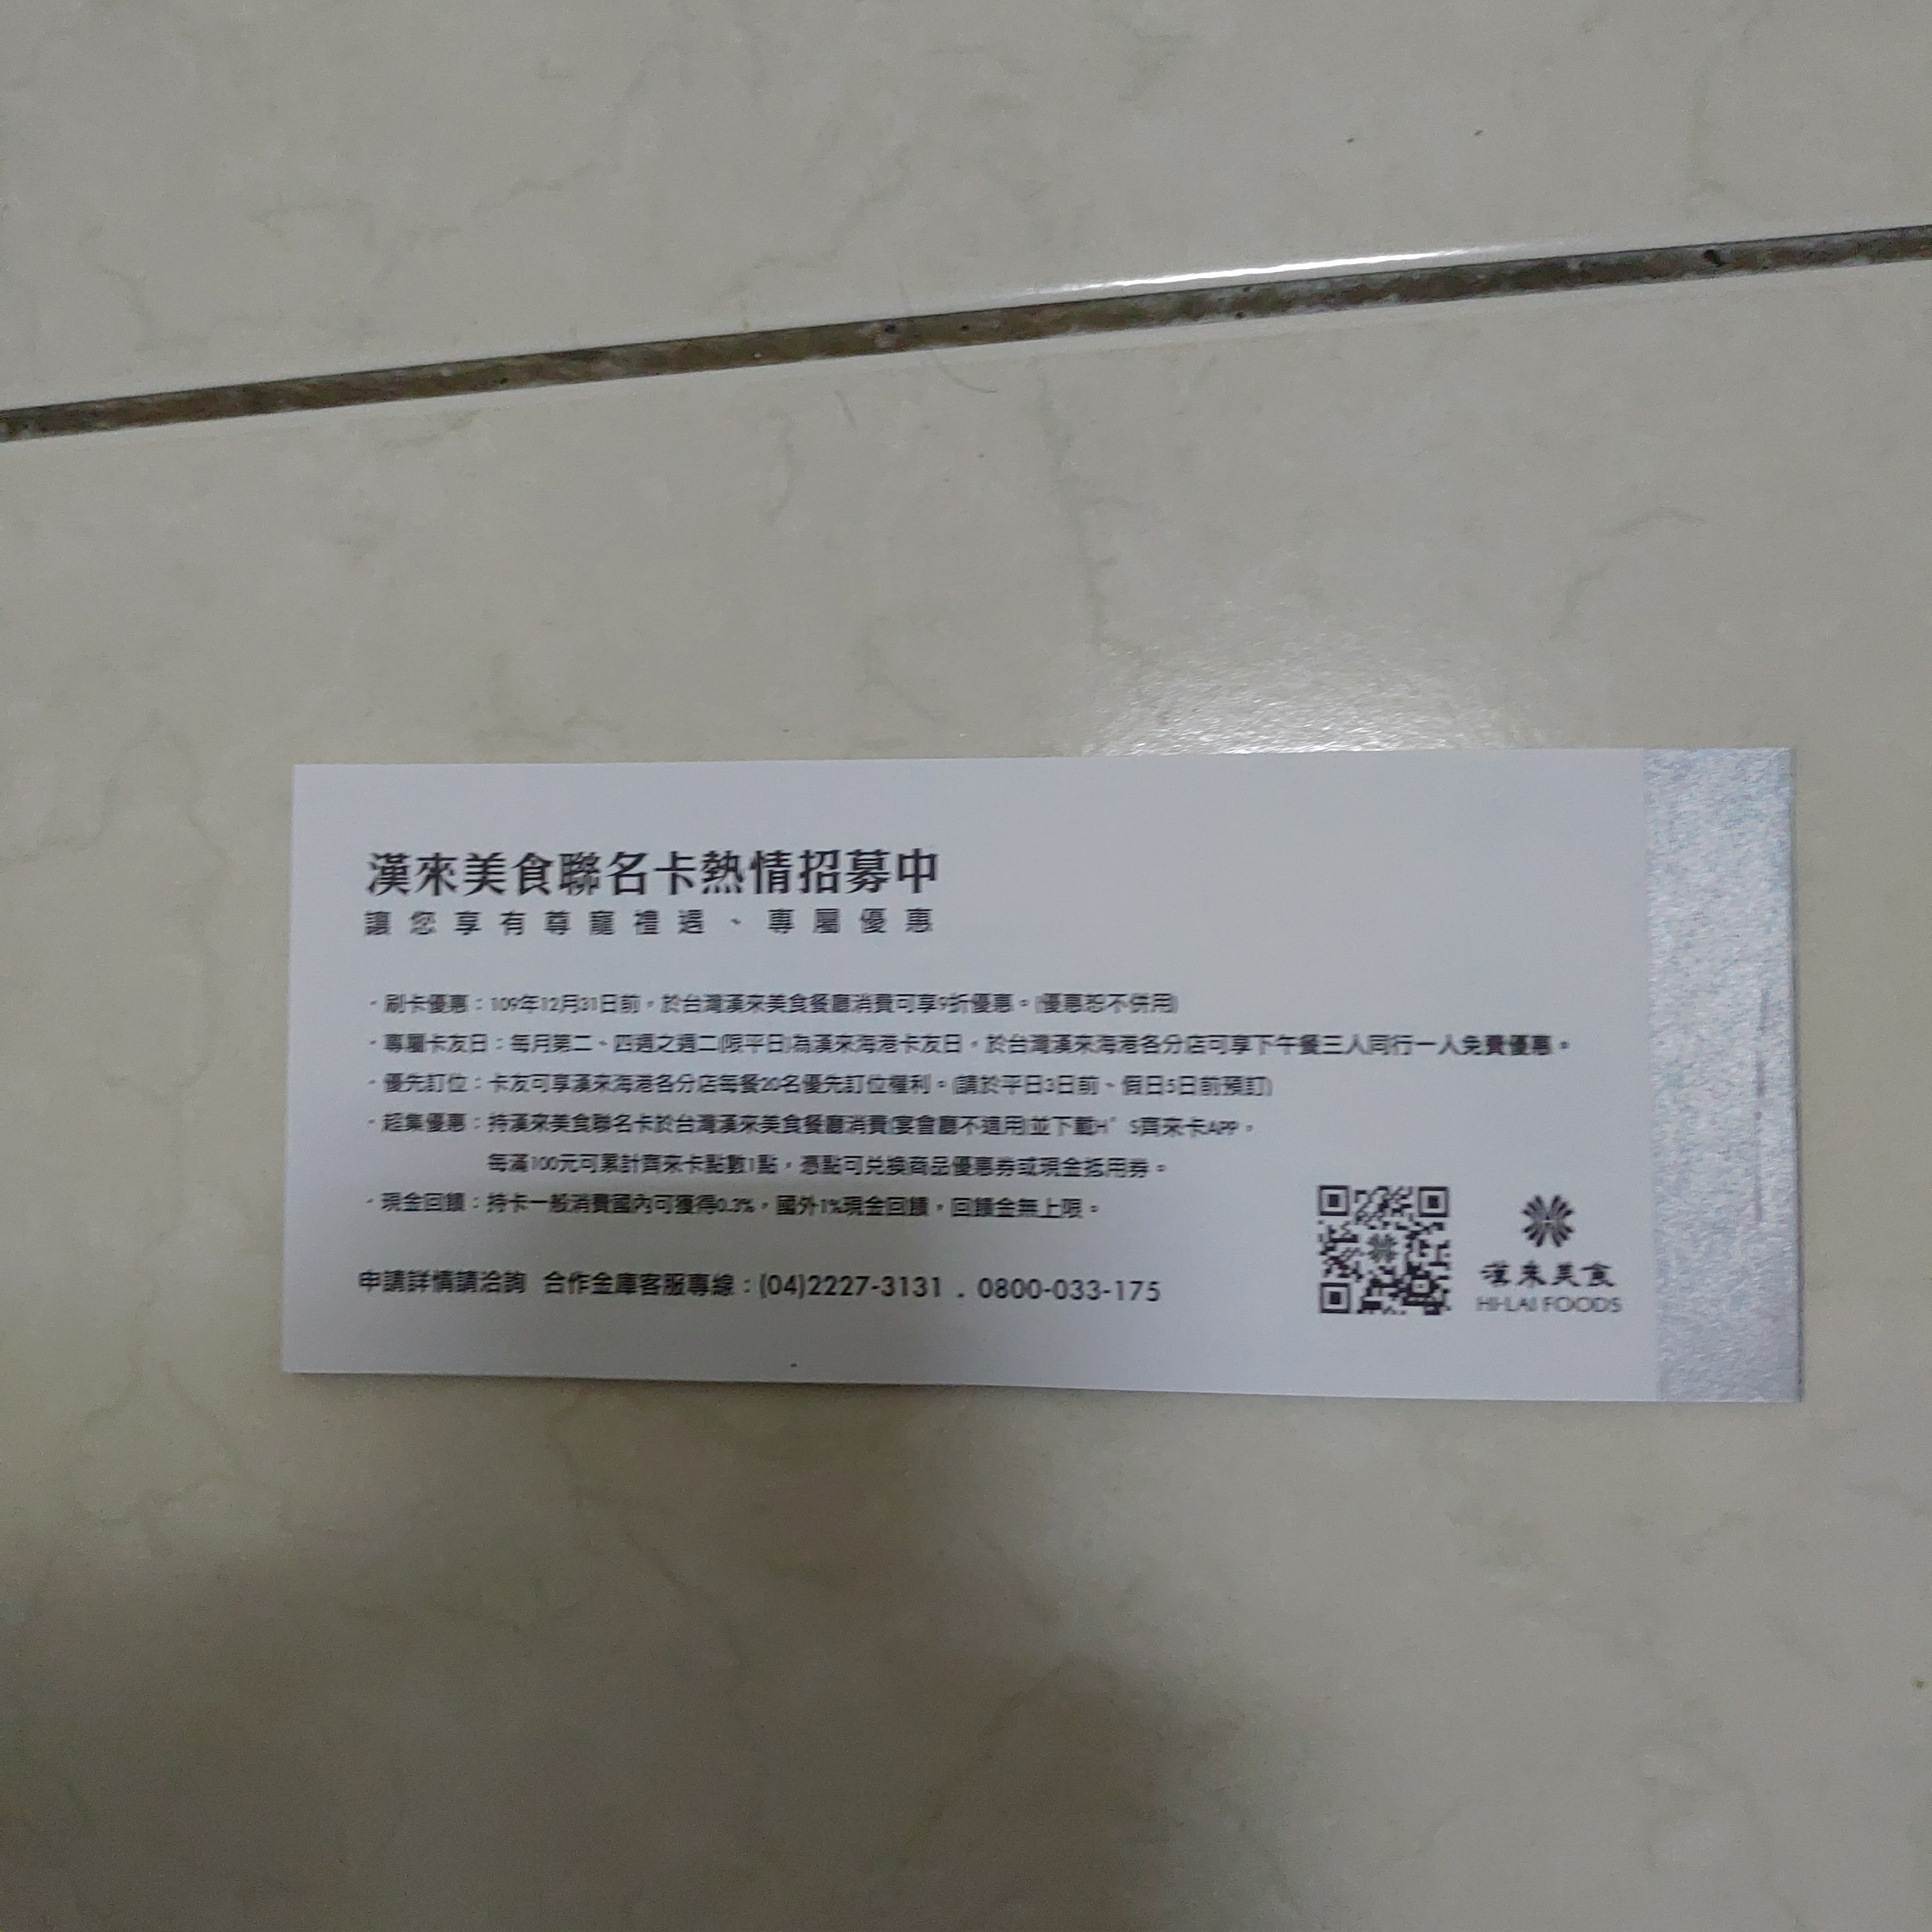 漢來美食聯名卡熱情招募中
讓您享有尊寵禮遇、專屬優惠
・刷卡優惠：109年12月31日前，於台灣漢來美食餐廳消費可享9折優惠。(優惠恕不併用)
・專屬卡友日：每月第二、四週之週二(限平日)為漢來海港卡友日，於台灣漢來海港各分店可享下午餐三人同行一人免費優惠。
・優先訂位：卡友可享漢來海港各分店每餐20名優先訂位權利。(請於平日3日前、假日5日前預訂)
・超集優惠：持漢來美食聯名卡於台灣漢來美食餐廳消費(宴會廳不適用)並下載H'S齊來卡APP，
每滿100元可累計齊來卡點數1點，憑點可兌換商品優惠券或現金抵用券。
・現金回饋：持卡一般消費國內可獲得0.3%，國外1%現金回饋，回饋金無上限。
申請詳情請洽詢 合作金庫客服專線：(04)2227-3131．0800-033-175
漢來美食
HI-LAI FOODS